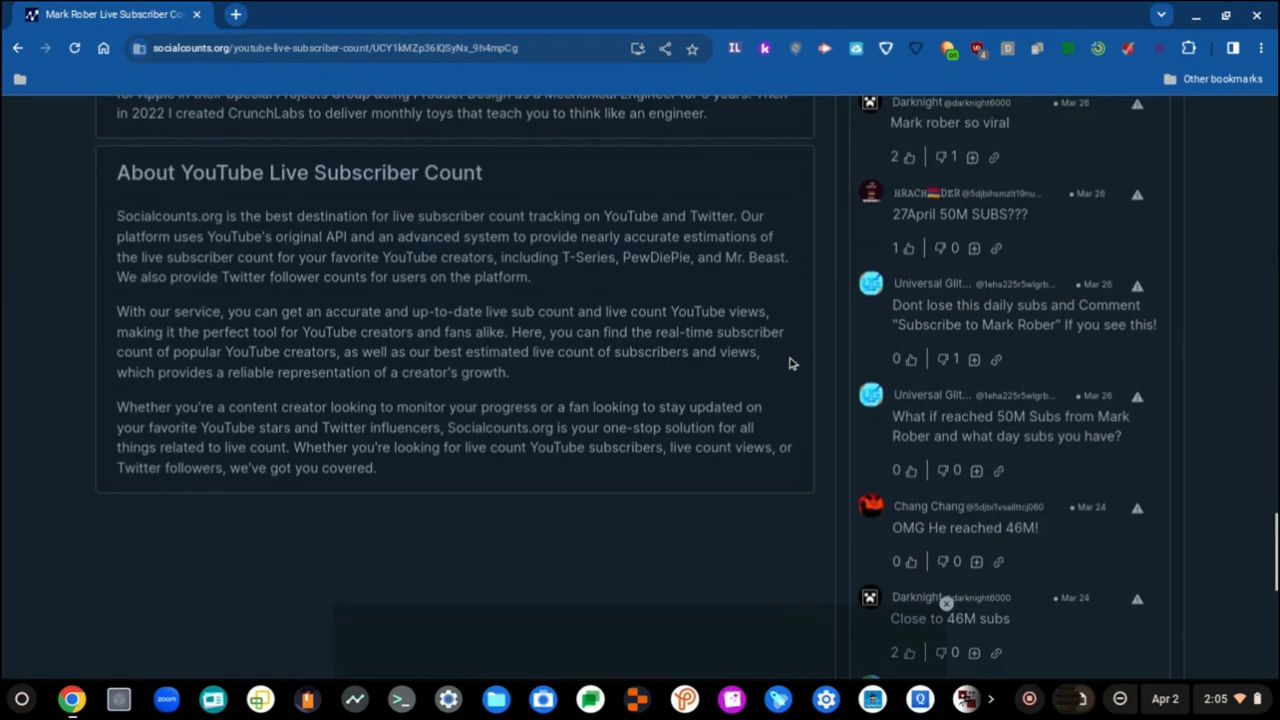 Mark Rober Live Subscriber Co
socialcounts.org/youtube-live-subscriber-count/UCY1kMZp36IQSyNx_9h4mpCg
Other bookmarks
in 2022 I created CrunchLabs to deliver monthly toys that teach you to think like an engineer.
About YouTube Live Subscriber Count
Socialcounts.org is the best destination for live subscriber count tracking on YouTube and Twitter. Our
platform uses YouTube's original API and an advanced system to provide nearly accurate estimations of
the live subscriber count for your favorite YouTube creators, including T-Series, PewDiePie, and Mr. Beast.
We also provide Twitter follower counts for users on the platform.
With our service, you can get an accurate and up-to-date live sub count and live count YouTube views,
making it the perfect tool for YouTube creators and fans alike. Here, you can find the real-time subscriber
count of popular YouTube creators, as well as our best estimated live count of subscribers and views,
which provides a reliable representation of a creator's growth.
Whether you're a content creator looking to monitor your progress or a fan looking to stay updated on
your favorite YouTube stars and Twitter influencers, Socialcounts.org is your one-stop solution for all
things related to live count. Whether you're looking for live count YouTube subscribers, live count views, or
Twitter followers, we've got you covered.
Darknight @darknight6000 • Mar 26
Mark rober so viral
2 1
HRACH DER @5djbihsmzlt19nu... • Mar 26
27April 50M SUBS???
1 0
Universal Glit... @1eha225r5wlgrb... • Mar 26
Dont lose this daily subs and Comment
"Subscribe to Mark Rober" If you see this!
0 1
Universal Glit... @1eha225r5wlgrb... • Mar 26
What if reached 50M Subs from Mark
Rober and what day subs you have?
0 0
Chang Chang @5djbi1vsailttcj060 • Mar 24
OMG He reached 46M!
0 0
Darknight @darknight6000 • Mar 24
Close to 46M subs
2 0
zoom
Apr 2 2:05